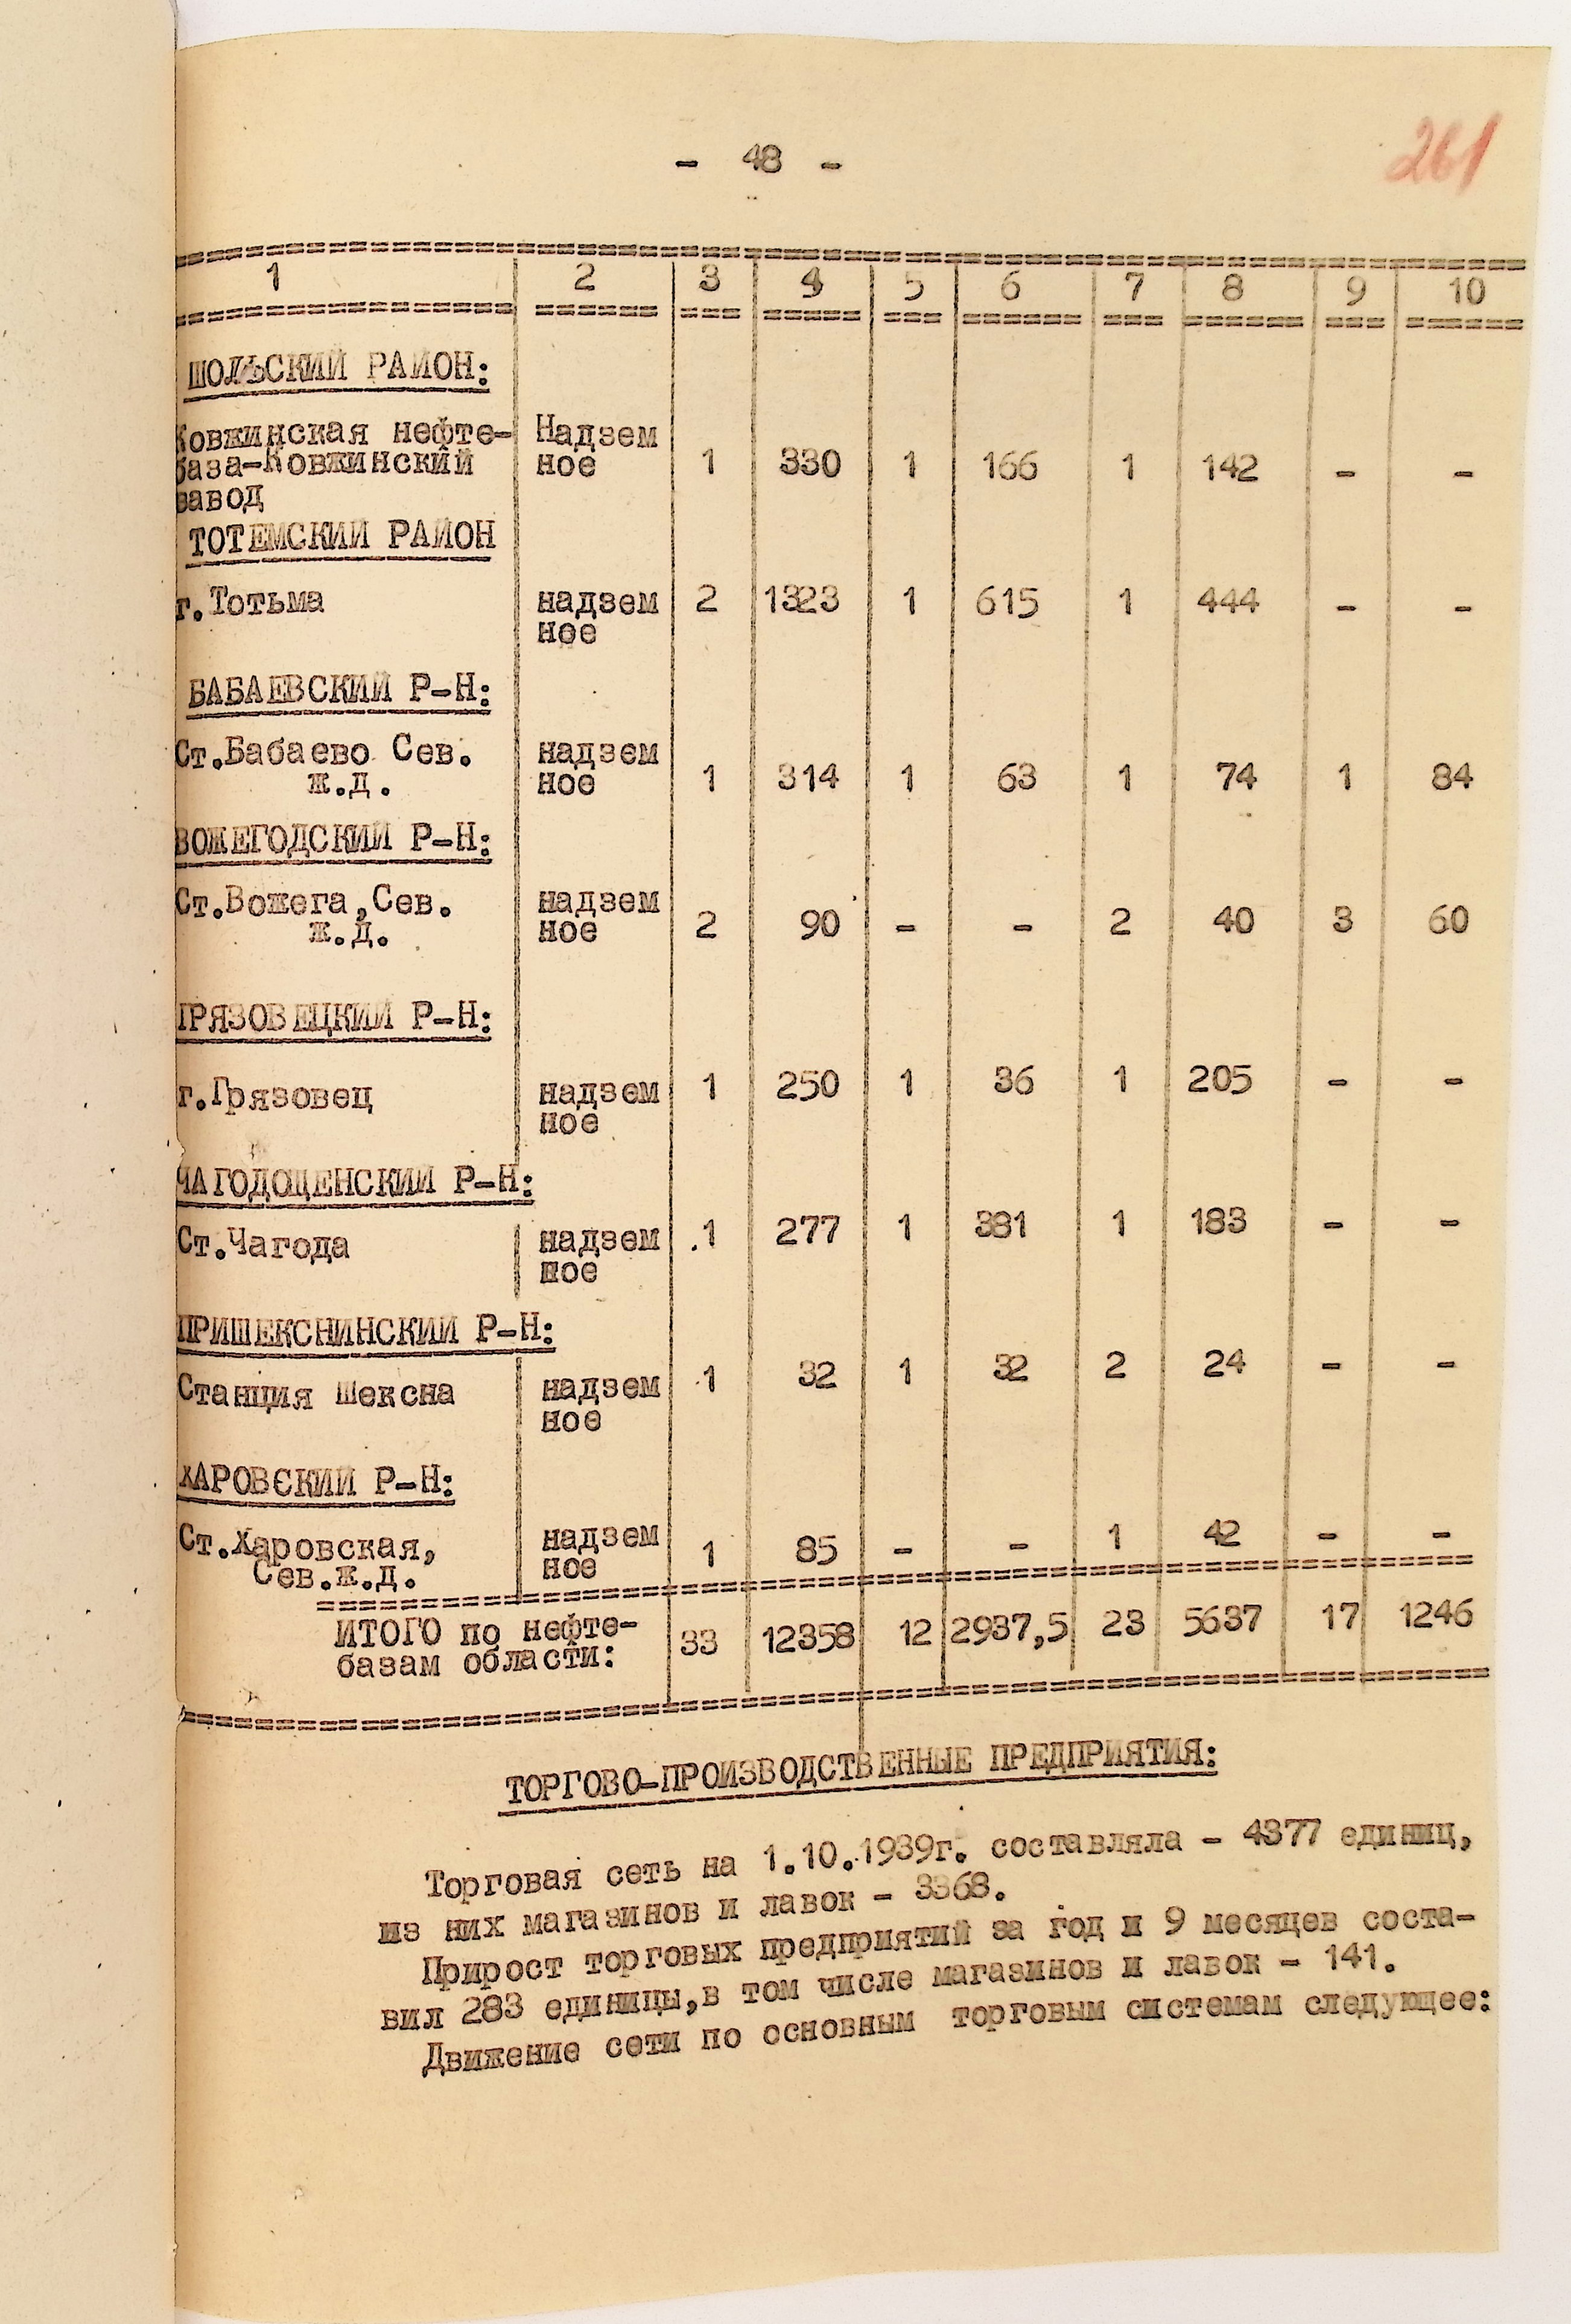 261
- 48 -
1 2 3 4 5 6 7 8 9 10
ШОЛЬСКИЙ РАЙОН:
Ковжинская нефте- Надзем
база-Ковжинский ное 1 330 1 166 1 142 - -
завод
ТОТЕМСКИЙ РАЙОН
г.Тотьма надзем 2 1323 1 615 1 444 - -
ное
БАБАЕВСКИЙ Р-Н:
Ст.Бабаево Сев. надзем
ж.д. ное 1 314 1 63 1 74 1 84
ВОЖЕГОДСКИЙ Р-Н:
Ст.Вожега,Сев. надзем
ж.д. ное 2 90 - - 2 40 3 60
ГРЯЗОВЕЦКИЙ Р-Н:
г.Грязовец надзем 1 250 1 36 1 205 - -
ное
ЧАГОДОЩЕНСКИЙ Р-Н:
Ст.Чагода надзем 1 277 1 381 1 183 - -
ное
ПРИШЕКСНИНСКИЙ Р-Н:
Станция Шексна надзем 1 32 1 32 2 24 - -
ное
ХАРОВСКИЙ Р-Н:
Ст.Харовская, надзем
Сев.ж.д. ное 1 85 - - 1 42 - -
ИТОГО по нефте-
базам области: 33 12358 12 2937,5 23 5637 17 1246
ТОРГОВО-ПРОИЗВОДСТВЕННЫЕ ПРЕДПРИЯТИЯ:
Торговая сеть на 1.10.1939г. составляла - 4377 единиц,
из них магазинов и лавок - 3368.
Прирост торговых предприятий за год и 9 месяцев соста-
вил 283 единицы,в том числе магазинов и лавок - 141.
Движение сети по основным торговым системам следующее: